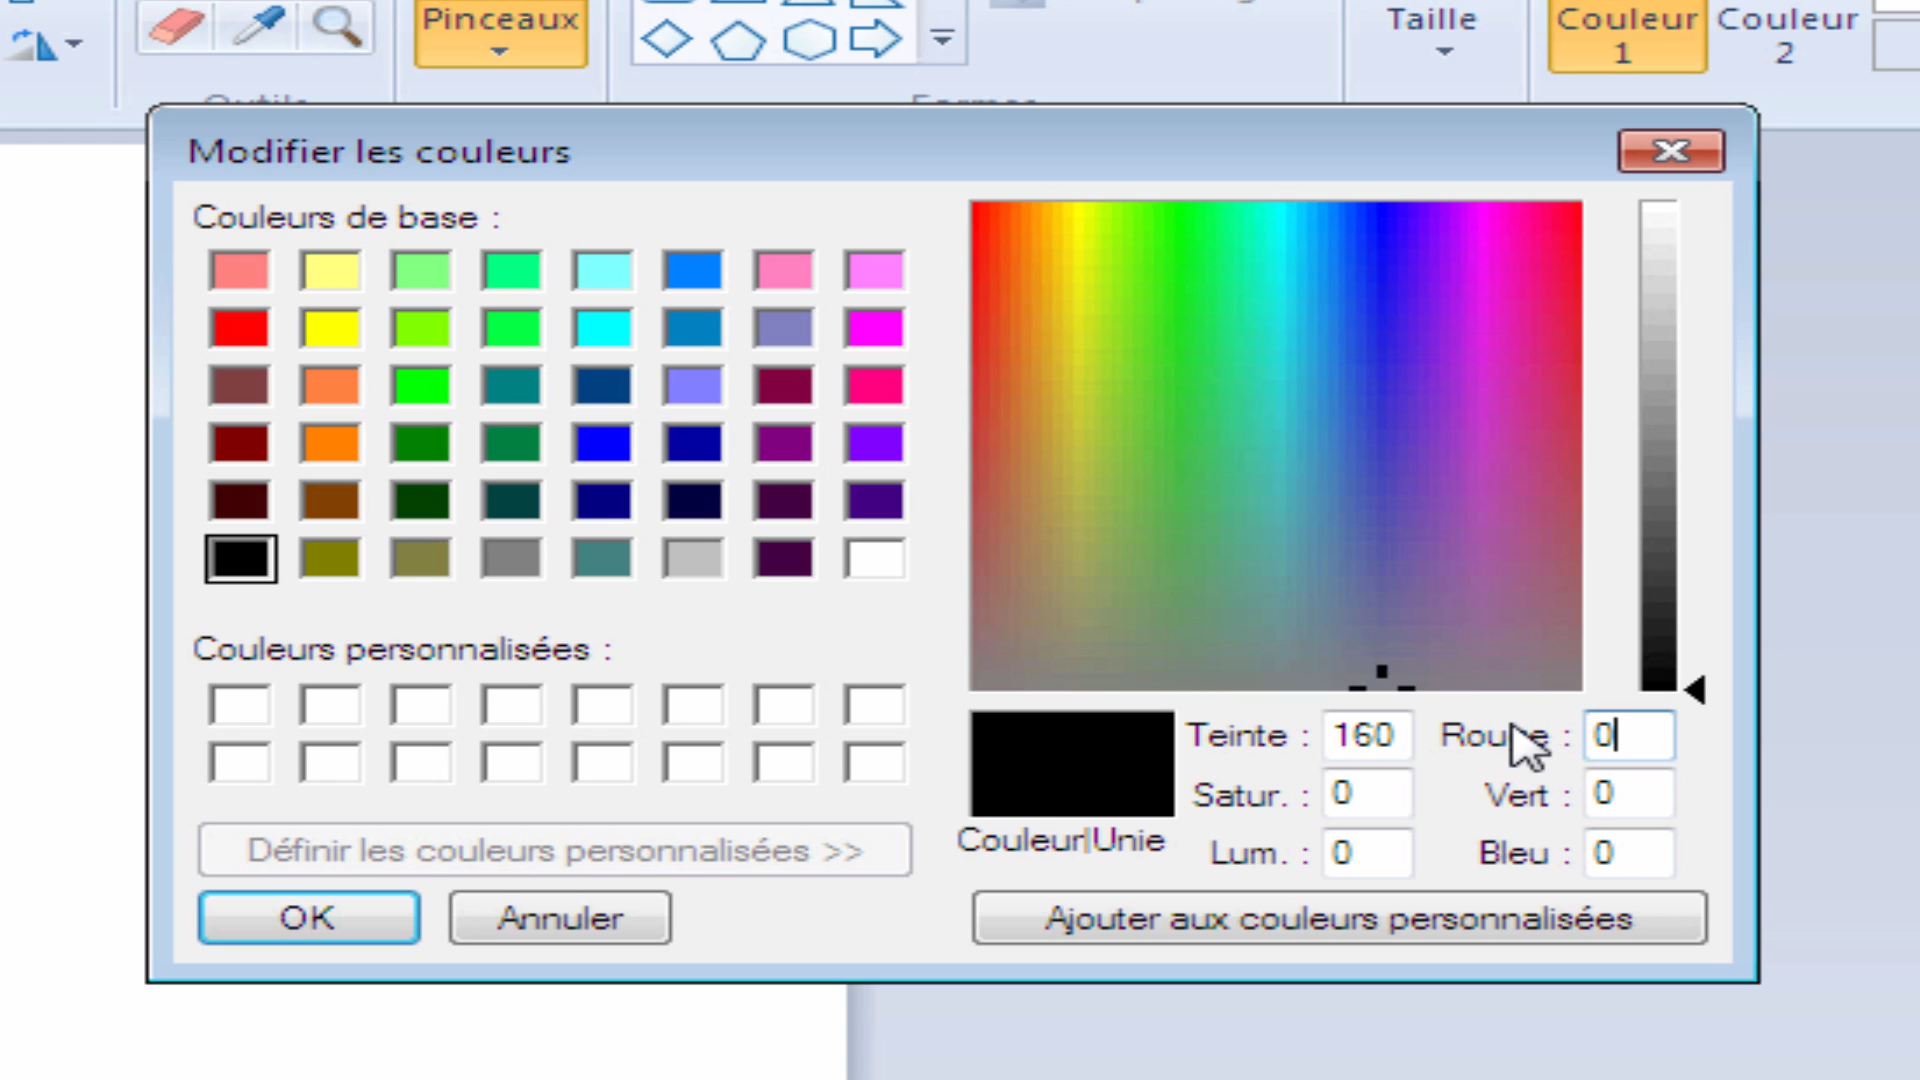 Pinceaux
Taille
Couleur
1
Couleur
2
Modifier les couleurs
Couleurs de base :
Couleurs personnalisées :
Teinte : 160
Rouge : 0
Satur. : 0
Vert : 0
Couleur|Unie
Lum. : 0
Bleu : 0
Définir les couleurs personnalisées >>
OK
Annuler
Ajouter aux couleurs personnalisées